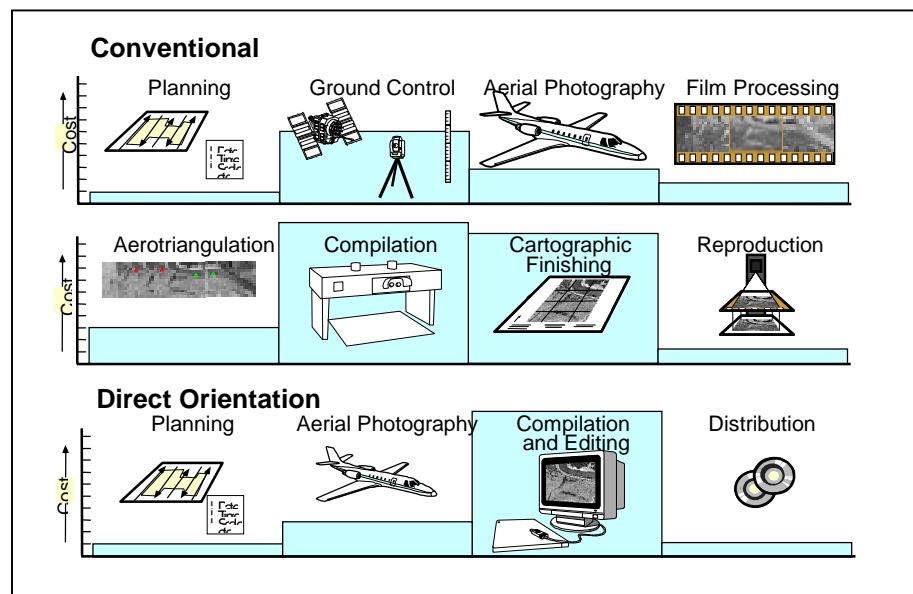 Conventional
Planning Ground Control Aerial Photography Film Processing
Cost
Aerotriangulation Compilation Cartographic Finishing Reproduction
Cost
Direct Orientation
Planning Aerial Photography Compilation and Editing Distribution
Cost